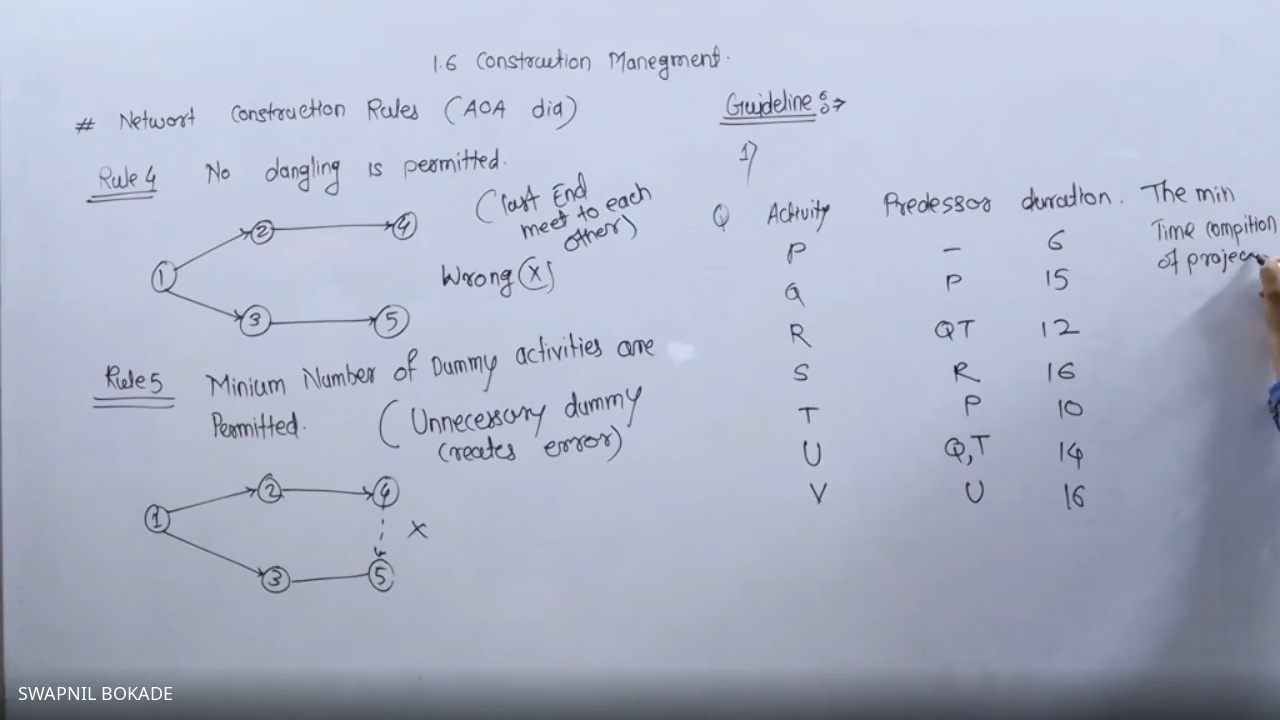 1.6 Construction Manegment.
# Networt Construction Rules (AOA dia)
Rule 4 No dangling is permitted.
(last End
meet to each
other)
2
4
1
Wrong (x)
3
5
Rule 5 Minium Number of Dummy activities are
Permitted. (Unnecessory dummy
creates error)
2
4
1
x
3
5
Guideline :⇒
1)
Q Activity Predessor duration. The min
Time compition
of projec
P - 6
Q P 15
R QT 12
S R 16
T P 10
U Q,T 14
V U 16
SWAPNIL BOKADE